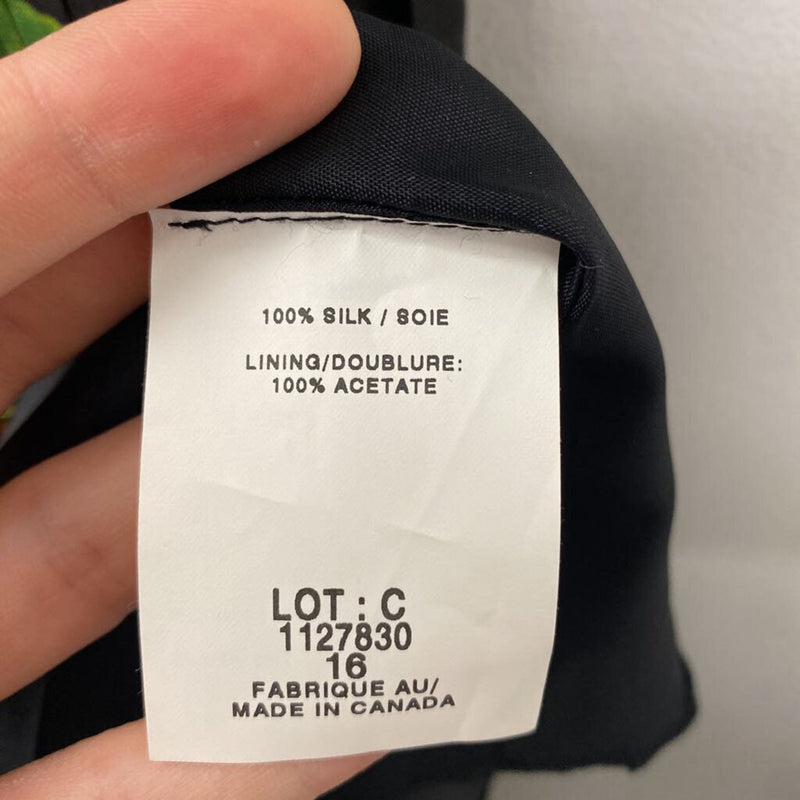 100% SILK / SOIE
LINING/DOUBLURE:
100% ACETATE
LOT : C
1127830
16
FABRIQUE AU/
MADE IN CANADA